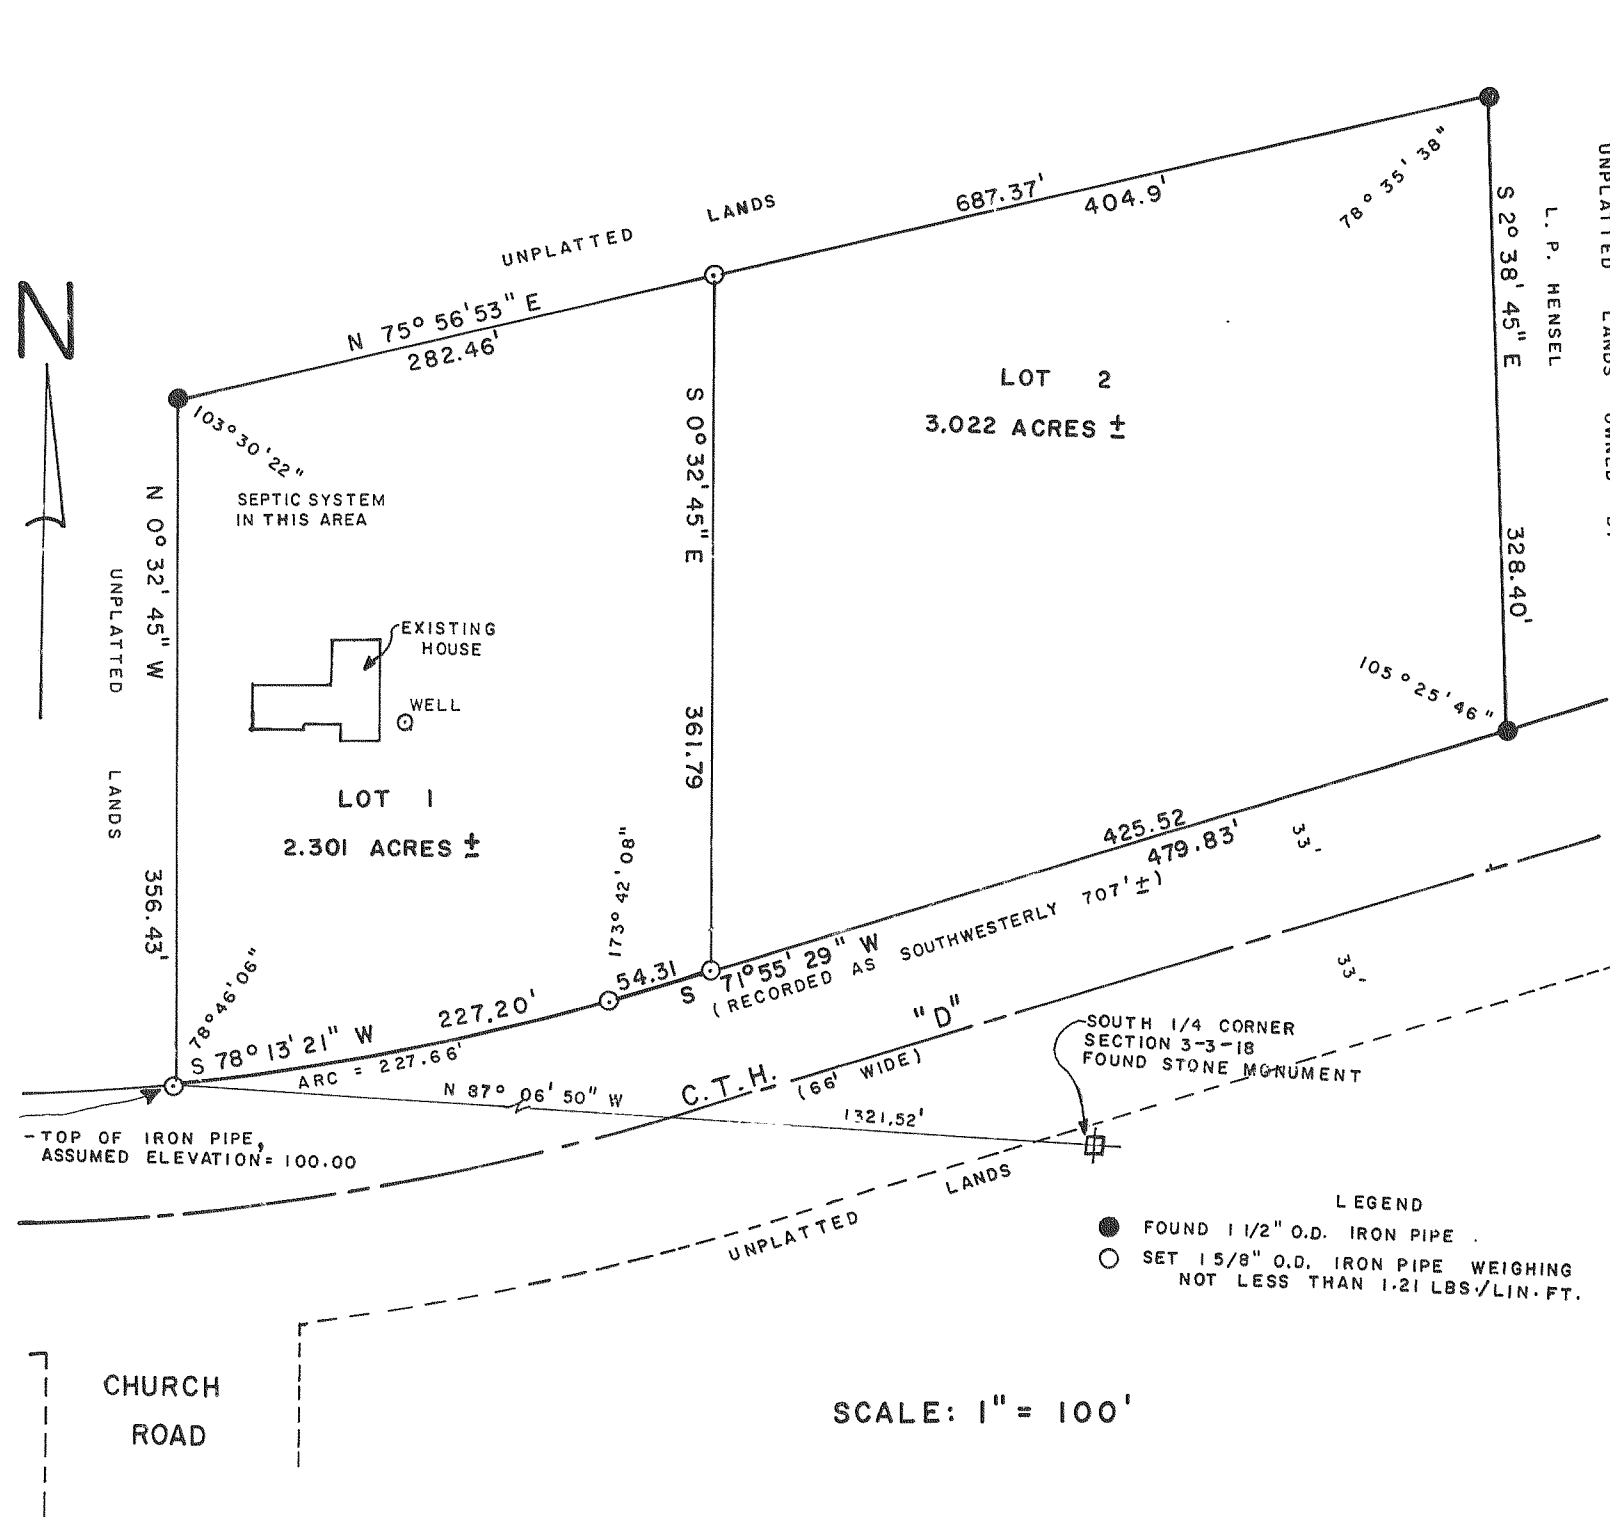 N
687.37'
404.9'
78° 35' 38"
UNPLATTED LANDS
N 75° 56' 53" E
282.46'
S 2° 38' 45" E
328.40'
L. P. HENSEL
UNPLATTED LANDS OWNED BY
103° 30' 22"
SEPTIC SYSTEM
IN THIS AREA
N 0° 32' 45" W
356.43'
UNPLATTED LANDS
S 0° 32' 45" E
361.79
LOT 2
3.022 ACRES ±
EXISTING
HOUSE
WELL
LOT 1
2.301 ACRES ±
105° 25' 46"
173° 42' 08"
78° 46' 06"
425.52
479.83'
33'
54.31
S 71° 55' 29" W
(RECORDED AS SOUTHWESTERLY 707' ±)
33'
227.20'
S 78° 13' 21" W
ARC = 227.66'
C.T.H. "D"
(66' WIDE)
N 87° 06' 50" W
1321.52'
SOUTH 1/4 CORNER
SECTION 3-3-18
FOUND STONE MONUMENT
-TOP OF IRON PIPE,
ASSUMED ELEVATION = 100.00
UNPLATTED LANDS
LEGEND
FOUND 1 1/2" O.D. IRON PIPE .
SET 1 5/8" O.D. IRON PIPE WEIGHING
NOT LESS THAN 1.21 LBS./LIN. FT.
CHURCH
ROAD
SCALE: 1" = 100'